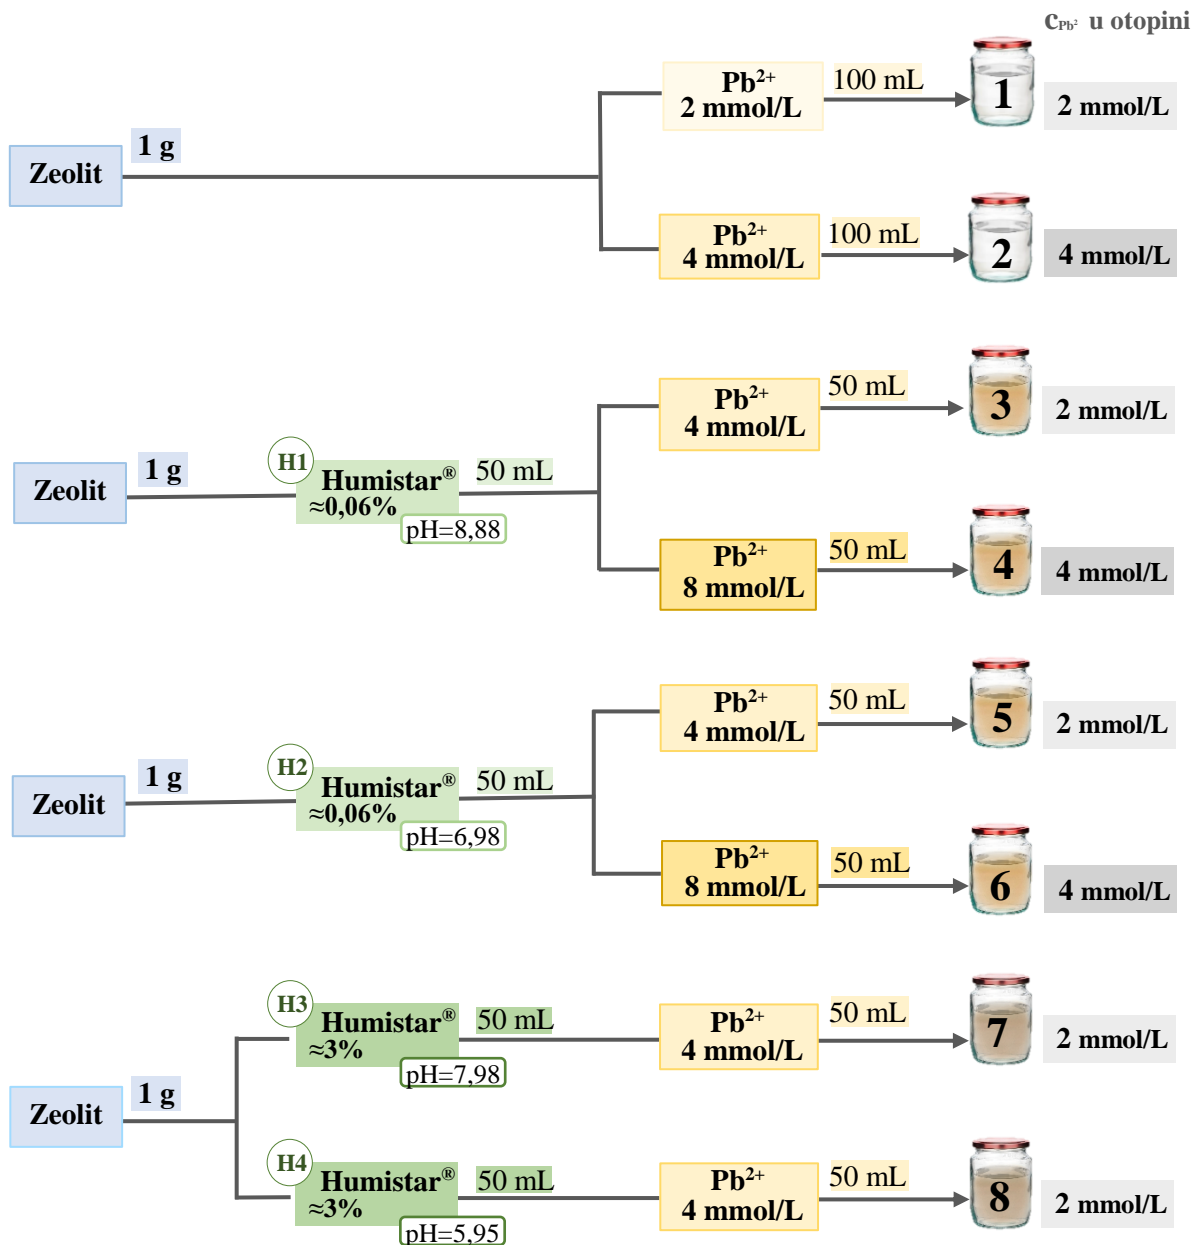 cPb² u otopini
Pb²⁺
2 mmol/L
100 mL
1
2 mmol/L
1 g
Zeolit
Pb²⁺
4 mmol/L
100 mL
2
4 mmol/L
Pb²⁺
4 mmol/L
50 mL
3
2 mmol/L
Zeolit
1 g
H1
Humistar®
≈0,06%
pH=8,88
50 mL
Pb²⁺
8 mmol/L
50 mL
4
4 mmol/L
Pb²⁺
4 mmol/L
50 mL
5
2 mmol/L
Zeolit
1 g
H2
Humistar®
≈0,06%
pH=6,98
50 mL
Pb²⁺
8 mmol/L
50 mL
6
4 mmol/L
H3
Humistar®
≈3%
pH=7,98
50 mL
Pb²⁺
4 mmol/L
50 mL
7
2 mmol/L
Zeolit
1 g
H4
Humistar®
≈3%
pH=5,95
50 mL
Pb²⁺
4 mmol/L
50 mL
8
2 mmol/L